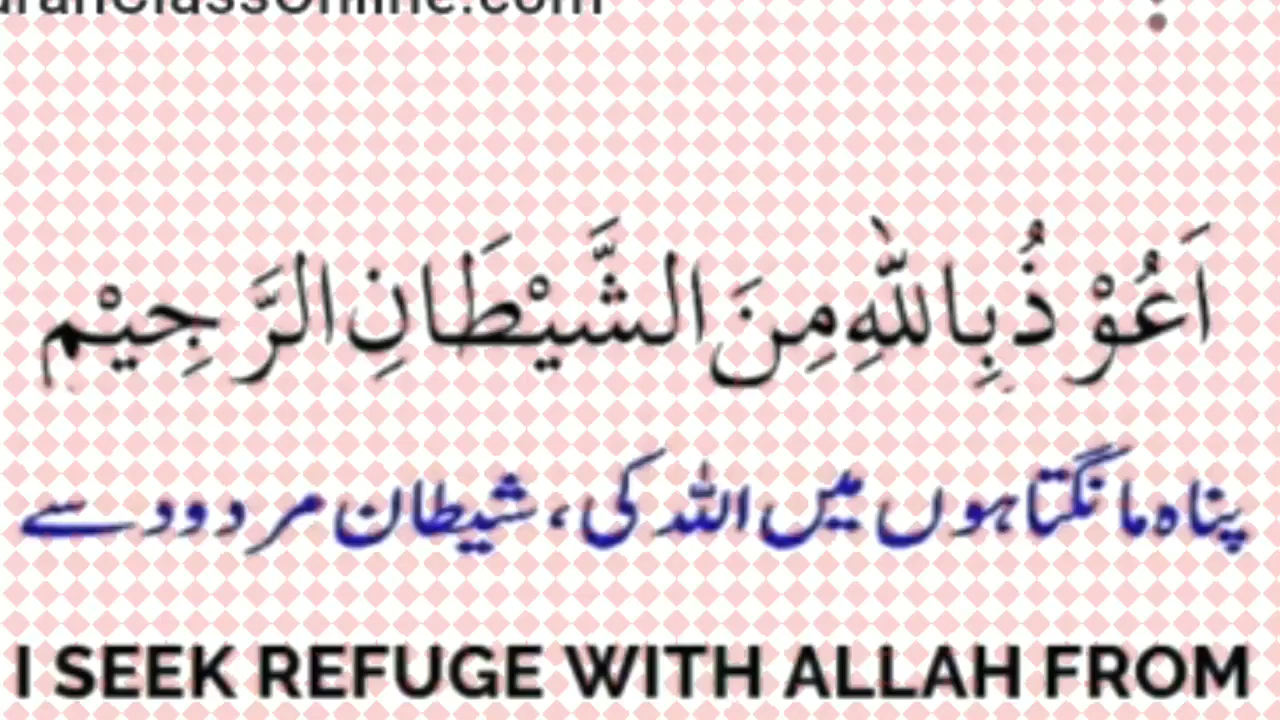 اَعُوْذُ بِاللّٰهِ مِنَ الشَّيْطَانِ الرَّجِيْم
پناہ مانگتا ہوں میں اللہ کی، شیطان مردود سے
I SEEK REFUGE WITH ALLAH FROM